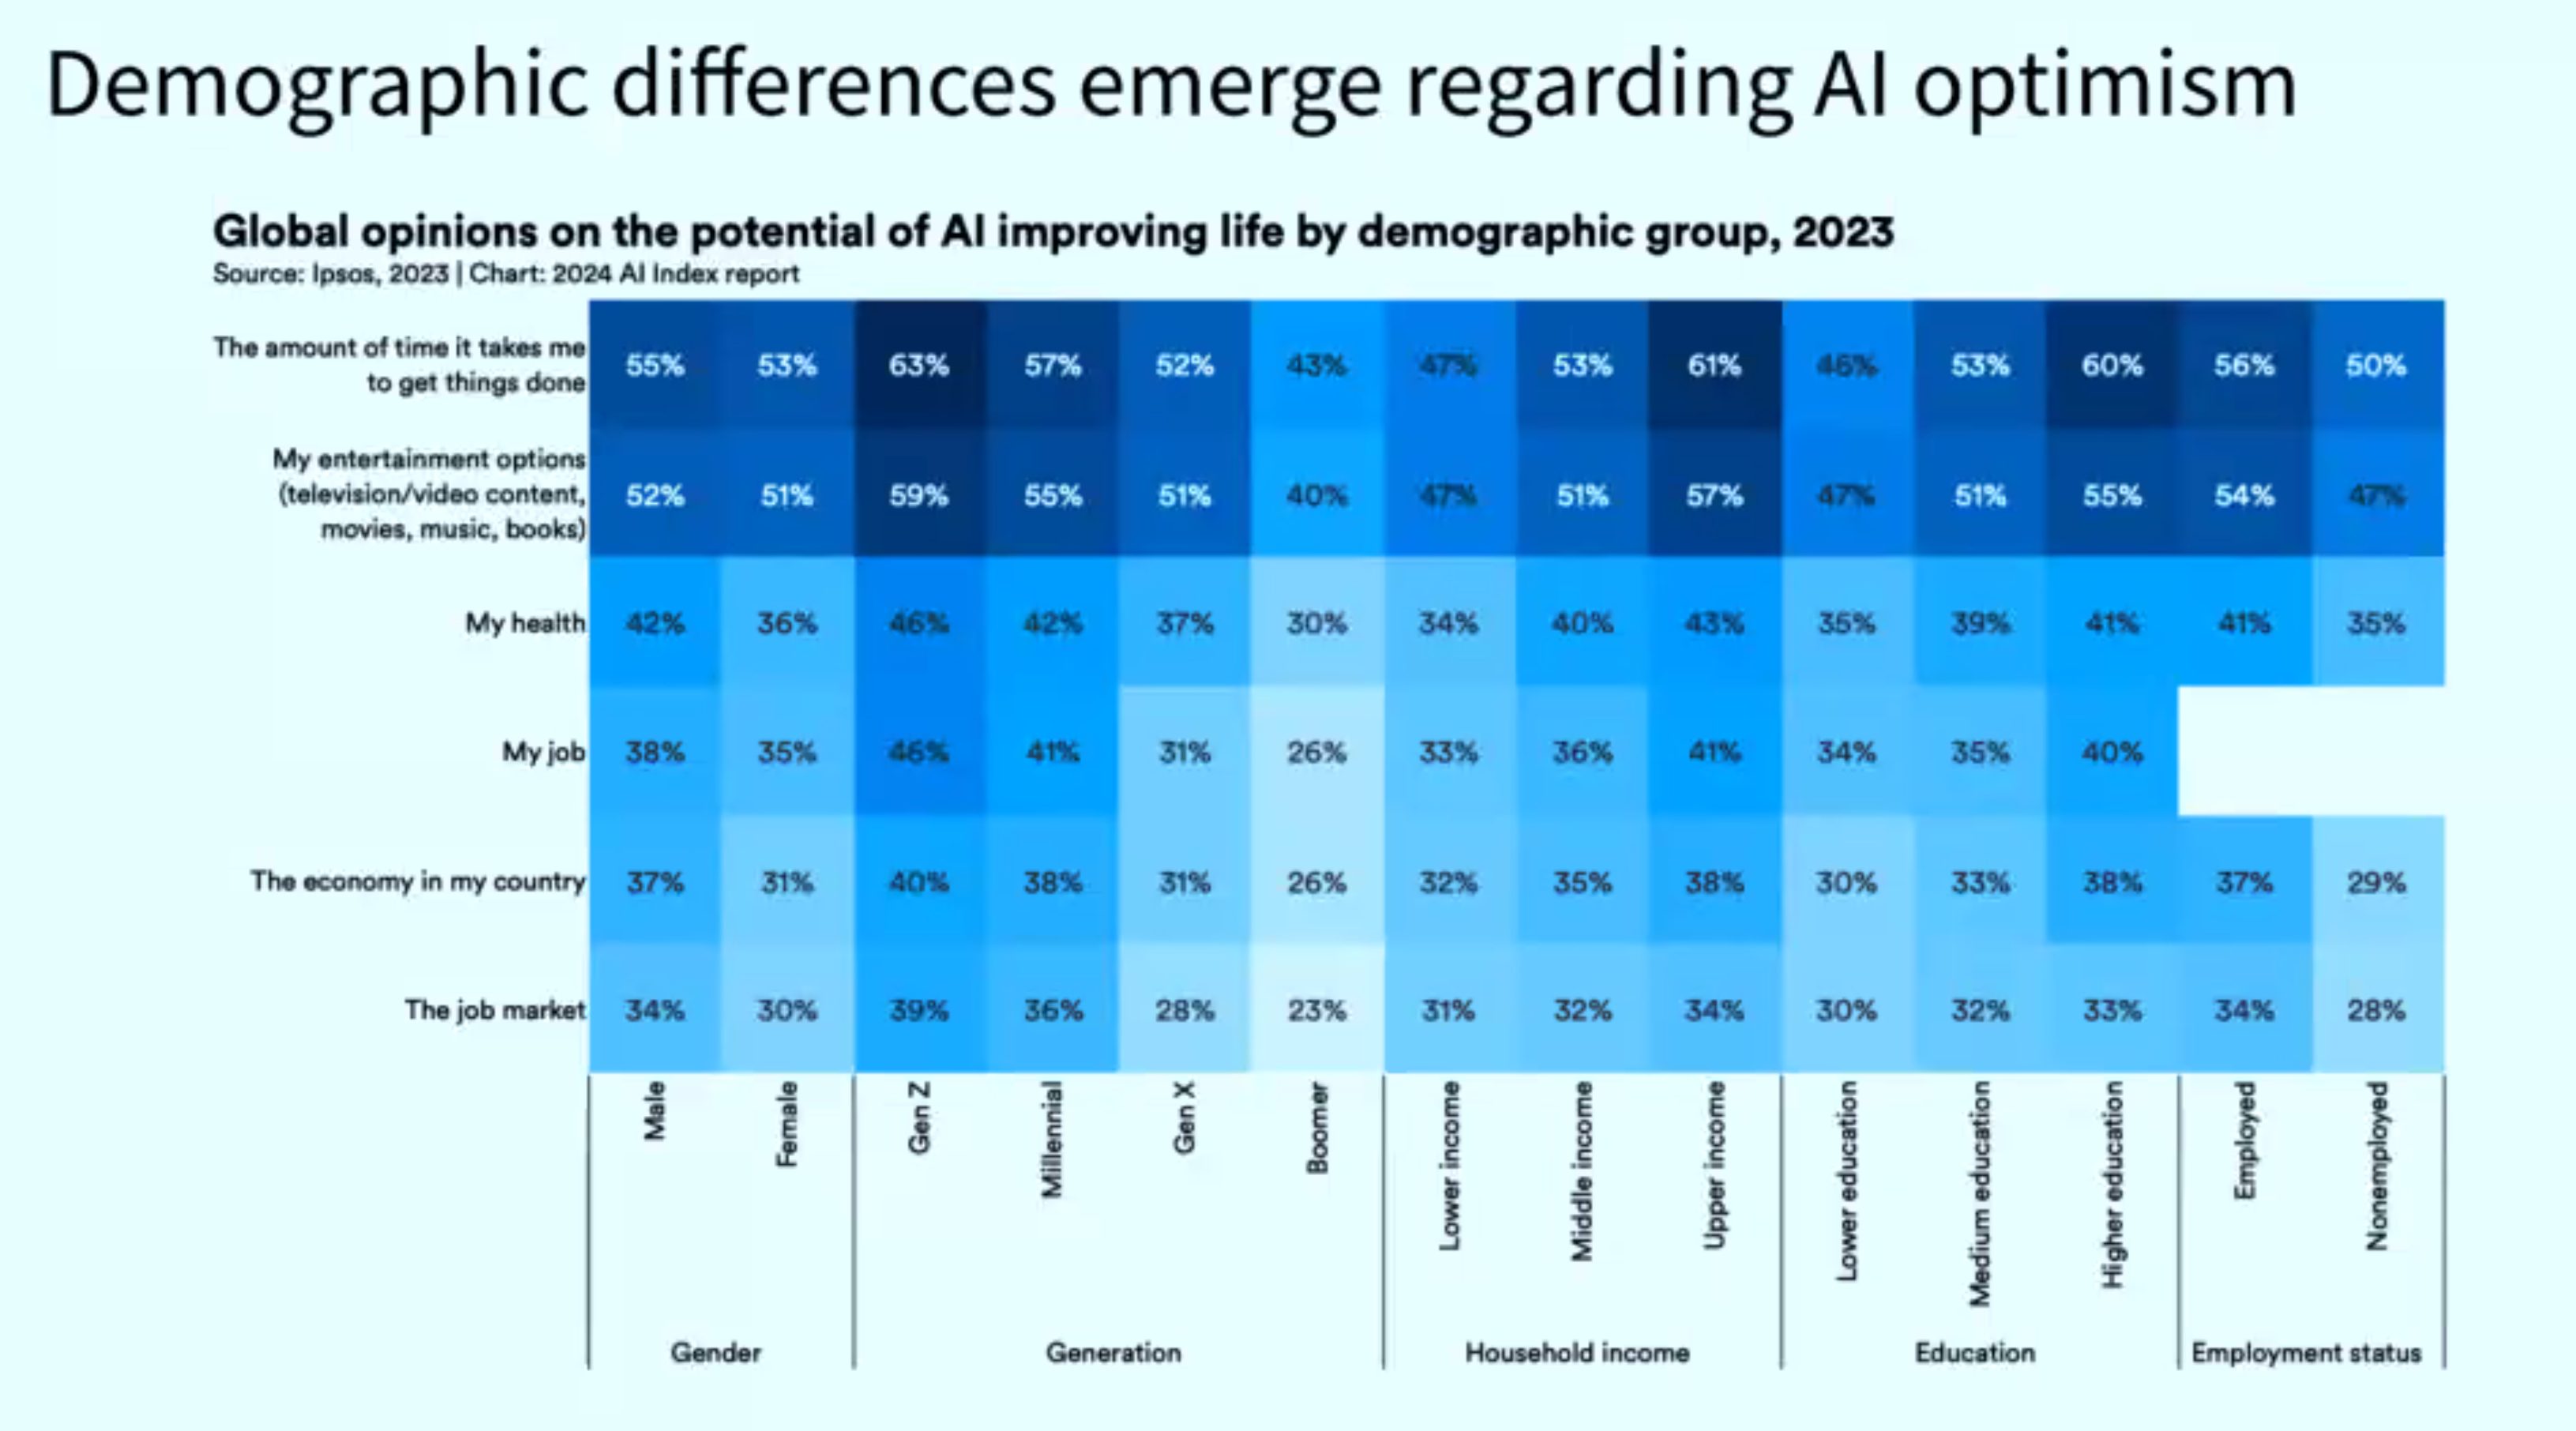 Demographic differences emerge regarding AI optimism
Global opinions on the potential of AI improving life by demographic group, 2023
Source: Ipsos, 2023 | Chart: 2024 AI Index report
The amount of time it takes me
to get things done
55% 53% 63% 57% 52% 43% 47% 53% 61% 46% 53% 60% 56% 50%
My entertainment options
(television/video content,
movies, music, books)
52% 51% 59% 55% 51% 40% 47% 51% 57% 47% 51% 55% 54% 47%
My health 42% 36% 46% 42% 37% 30% 34% 40% 43% 35% 39% 41% 41% 35%
My job 38% 35% 46% 41% 31% 26% 33% 36% 41% 34% 35% 40%
The economy in my country 37% 31% 40% 38% 31% 26% 32% 35% 38% 30% 33% 38% 37% 29%
The job market 34% 30% 39% 36% 28% 23% 31% 32% 34% 30% 32% 33% 34% 28%
Male
Female
Gen Z
Millennial
Gen X
Boomer
Lower income
Middle income
Upper income
Lower education
Medium education
Higher education
Employed
Nonemployed
Gender Generation Household income Education Employment status